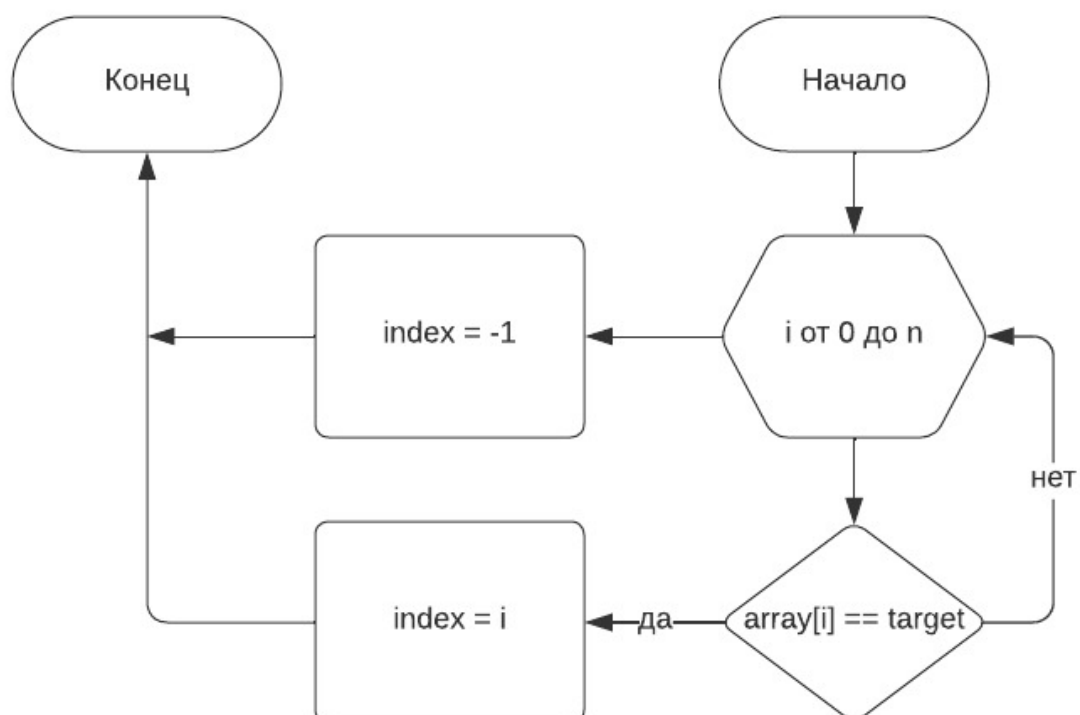 Конец
Начало
index = -1
i от 0 до n
нет
index = i
да
array[i] == target